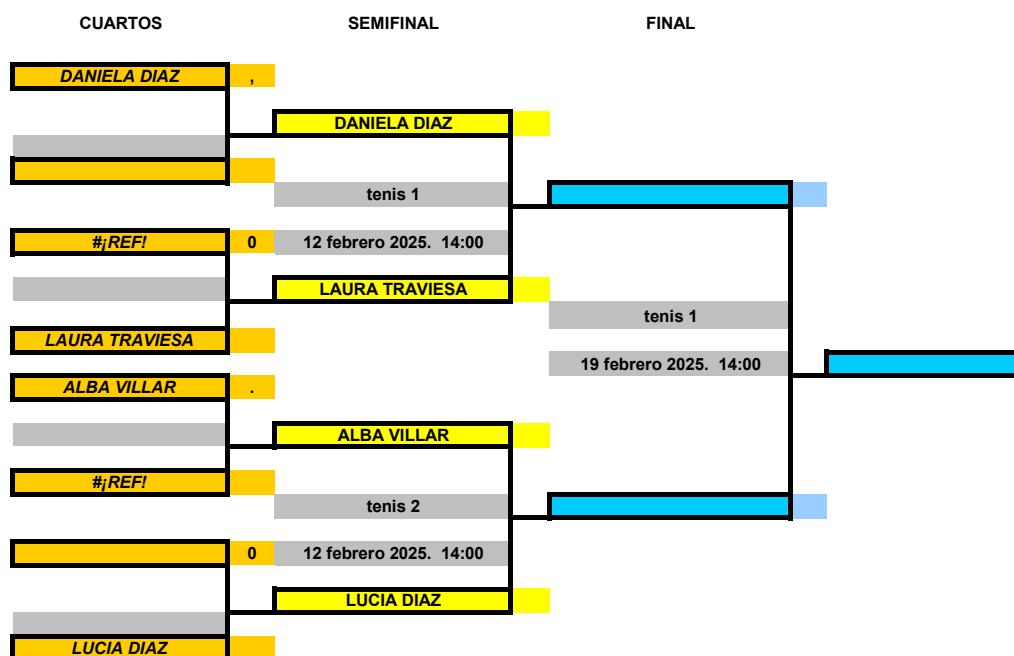 CUARTOS SEMIFINAL FINAL
DANIELA DIAZ ,
DANIELA DIAZ
tenis 1
#¡REF! 0 12 febrero 2025. 14:00
LAURA TRAVIESA
tenis 1
LAURA TRAVIESA
19 febrero 2025. 14:00
ALBA VILLAR .
ALBA VILLAR
#¡REF!
tenis 2
0 12 febrero 2025. 14:00
LUCIA DIAZ
LUCIA DIAZ